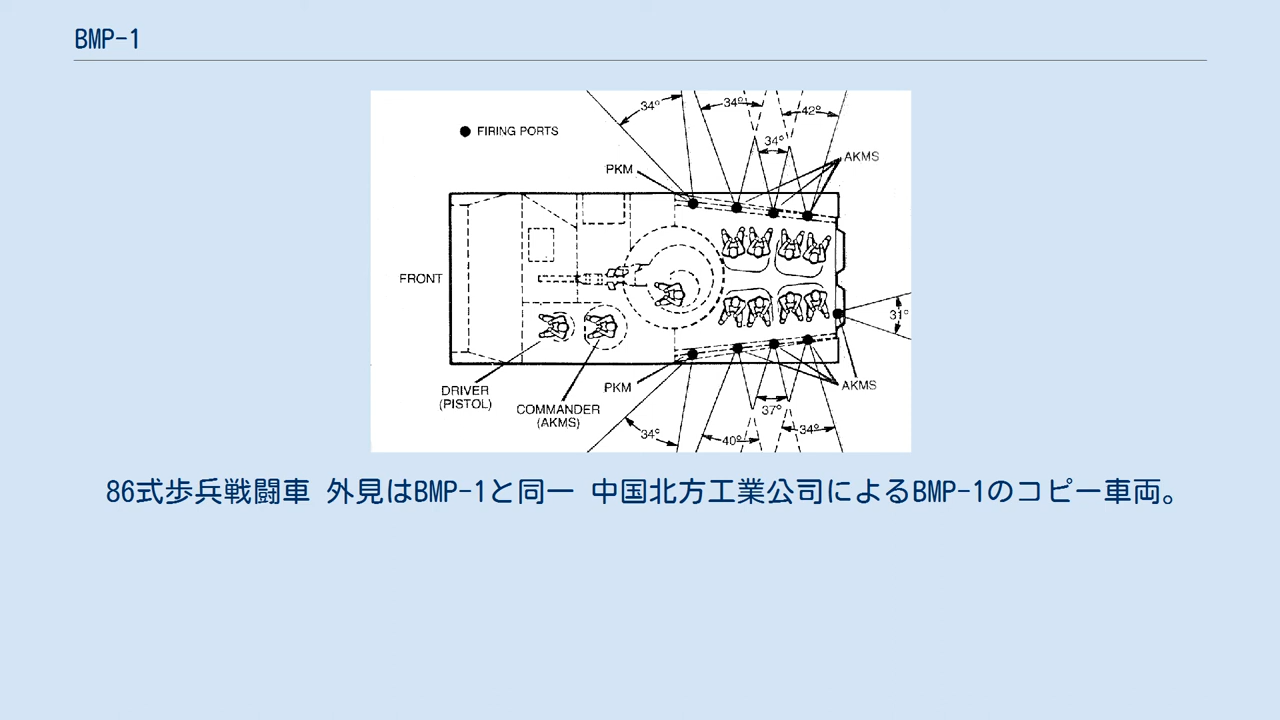 BMP-1
34°
34°
42°
FIRING PORTS
34°
PKM
AKMS
FRONT
31°
DRIVER
(PISTOL)
PKM
AKMS
COMMANDER
(AKMS)
37°
34°
40°
34°
86式歩兵戦闘車 外見はBMP-1と同一 中国北方工業公司によるBMP-1のコピー車両。